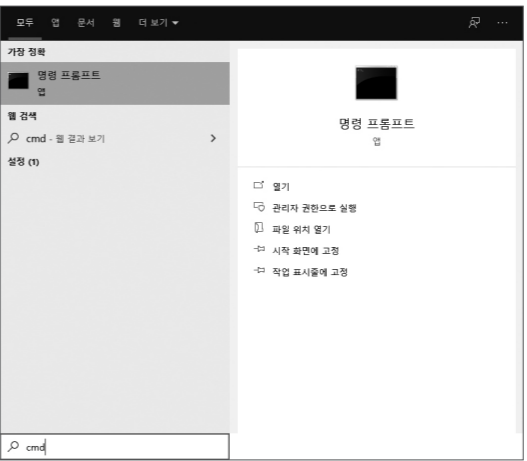 모두 앱 문서 웹 더 보기
가장 정확
명령 프롬프트
앱
웹 검색
cmd - 웹 결과 보기
설정 (1)
명령 프롬프트
앱
열기
관리자 권한으로 실행
파일 위치 열기
시작 화면에 고정
작업 표시줄에 고정
cmd